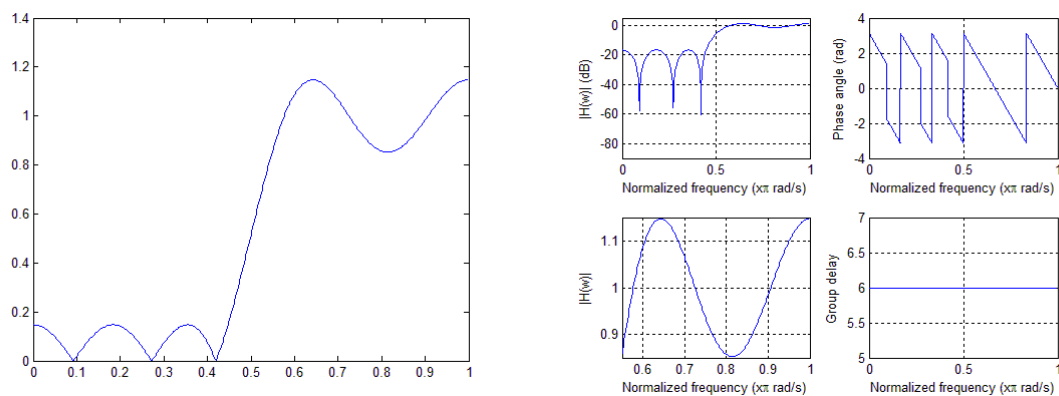 1.4
1.2
1
0.8
0.6
0.4
0.2
0
0 0.1 0.2 0.3 0.4 0.5 0.6 0.7 0.8 0.9 1
|H(w)| (dB)
0
-20
-40
-60
-80
0 0.5 1
Normalized frequency (xπ rad/s)
Phase angle (rad)
4
2
0
-2
-4
0 0.5 1
Normalized frequency (xπ rad/s)
|H(w)|
1.1
1
0.9
0.6 0.7 0.8 0.9 1
Normalized frequency (xπ rad/s)
Group delay
7
6.5
6
5.5
5
0 0.5 1
Normalized frequency (xπ rad/s)